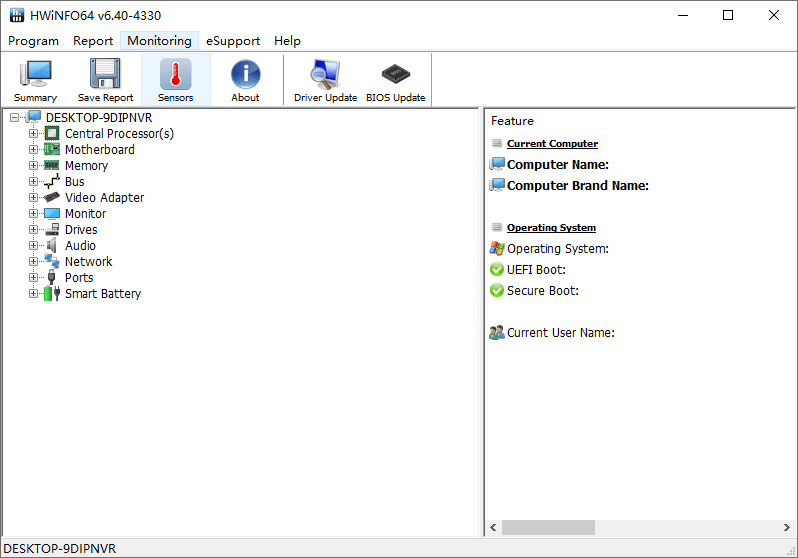 HWiNFO64 v6.40-4330
Program Report Monitoring eSupport Help
Summary Save Report Sensors About Driver Update BIOS Update
DESKTOP-9DIPNVR
Central Processor(s)
Motherboard
Memory
Bus
Video Adapter
Monitor
Drives
Audio
Network
Ports
Smart Battery
Feature
Current Computer
Computer Name:
Computer Brand Name:
Operating System
Operating System:
UEFI Boot:
Secure Boot:
Current User Name:
DESKTOP-9DIPNVR